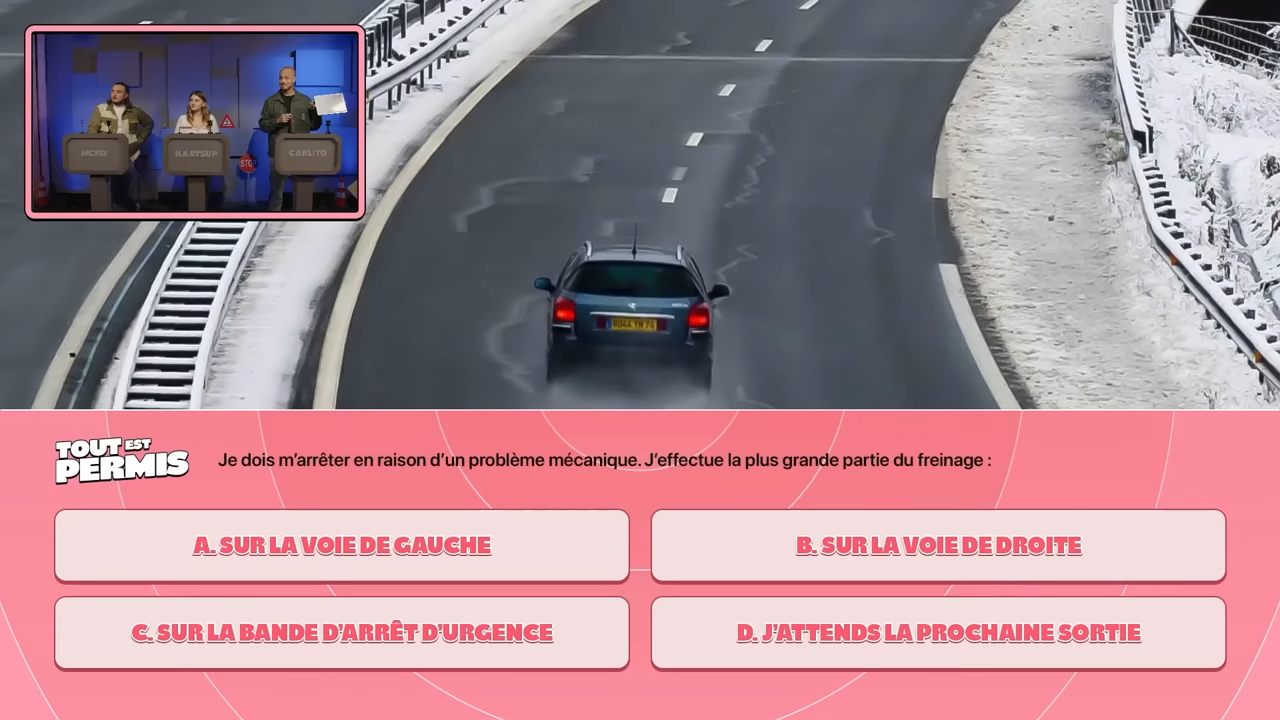 MCFLY
KAATSUP
CARLITO
STOP
TOUT EST
PERMIS
Je dois m'arrêter en raison d'un problème mécanique. J'effectue la plus grande partie du freinage :
A. SUR LA VOIE DE GAUCHE
B. SUR LA VOIE DE DROITE
C. SUR LA BANDE D'ARRÊT D'URGENCE
D. J'ATTENDS LA PROCHAINE SORTIE